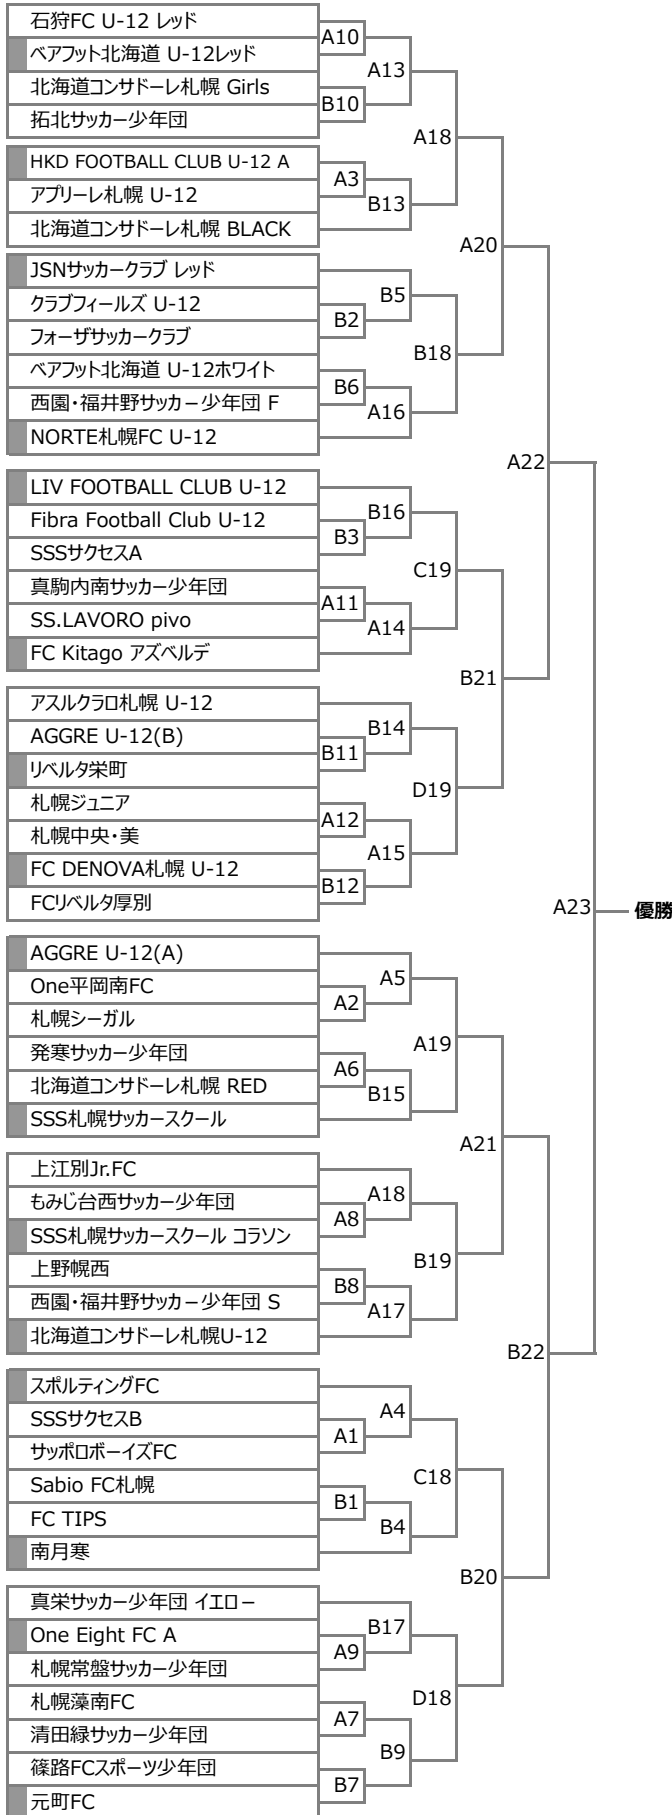 石狩FC U-12 レッド
ベアフット北海道 U-12レッド
北海道コンサドーレ札幌 Girls
拓北サッカー少年団
A10
B10
A13
HKD FOOTBALL CLUB U-12 A
アプリーレ札幌 U-12
北海道コンサドーレ札幌 BLACK
A3
B13
A18
JSNサッカークラブ レッド
クラブフィールズ U-12
フォーザサッカークラブ
ベアフット北海道 U-12ホワイト
西園・福井野サッカー少年団 F
NORTE札幌FC U-12
B2
B5
B6
A16
B18
A20
LIV FOOTBALL CLUB U-12
Fibra Football Club U-12
SSSサクセスA
真駒内南サッカー少年団
SS.LAVORO pivo
FC Kitago アズベルデ
B3
B16
A11
A14
C19
アスルクラロ札幌 U-12
AGGRE U-12(B)
リベルタ栄町
札幌ジュニア
札幌中央・美
FC DENOVA札幌 U-12
FCリベルタ厚別
B11
B14
A12
B12
A15
D19
B21
A22
AGGRE U-12(A)
One平岡南FC
札幌シーガル
発寒サッカー少年団
北海道コンサドーレ札幌 RED
SSS札幌サッカースクール
A2
A5
A6
B15
A19
上江別Jr.FC
もみじ台西サッカー少年団
SSS札幌サッカースクール コラソン
上野幌西
西園・福井野サッカー少年団 S
北海道コンサドーレ札幌U-12
A8
A18
B8
A17
B19
A21
スポルティングFC
SSSサクセスB
サッポロボーイズFC
Sabio FC札幌
FC TIPS
南月寒
A1
A4
B1
B4
C18
真栄サッカー少年団 イエロー
One Eight FC A
札幌常盤サッカー少年団
札幌藻南FC
清田緑サッカー少年団
篠路FCスポーツ少年団
元町FC
A9
B17
A7
B7
B9
D18
B20
B22
A23
優勝